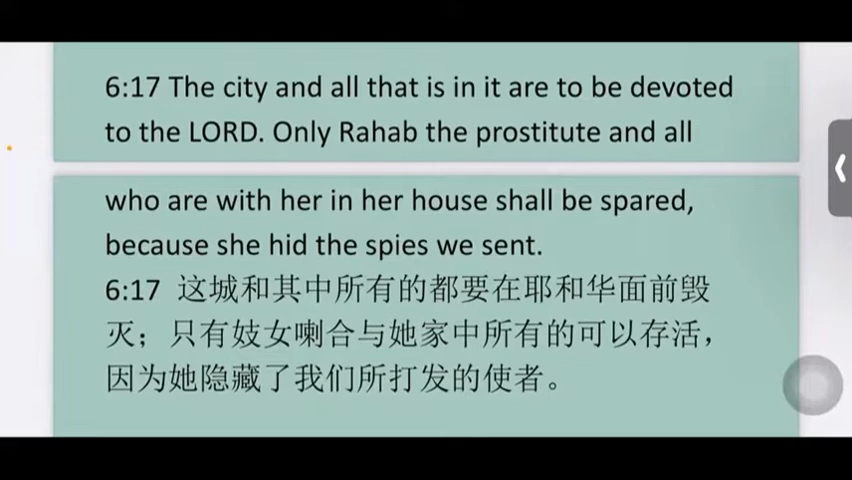 6:17 The city and all that is in it are to be devoted
to the LORD. Only Rahab the prostitute and all
who are with her in her house shall be spared,
because she hid the spies we sent.
6:17 这城和其中所有的都要在耶和华面前毁
灭；只有妓女喇合与她家中所有的可以存活，
因为她隐藏了我们所打发的使者。